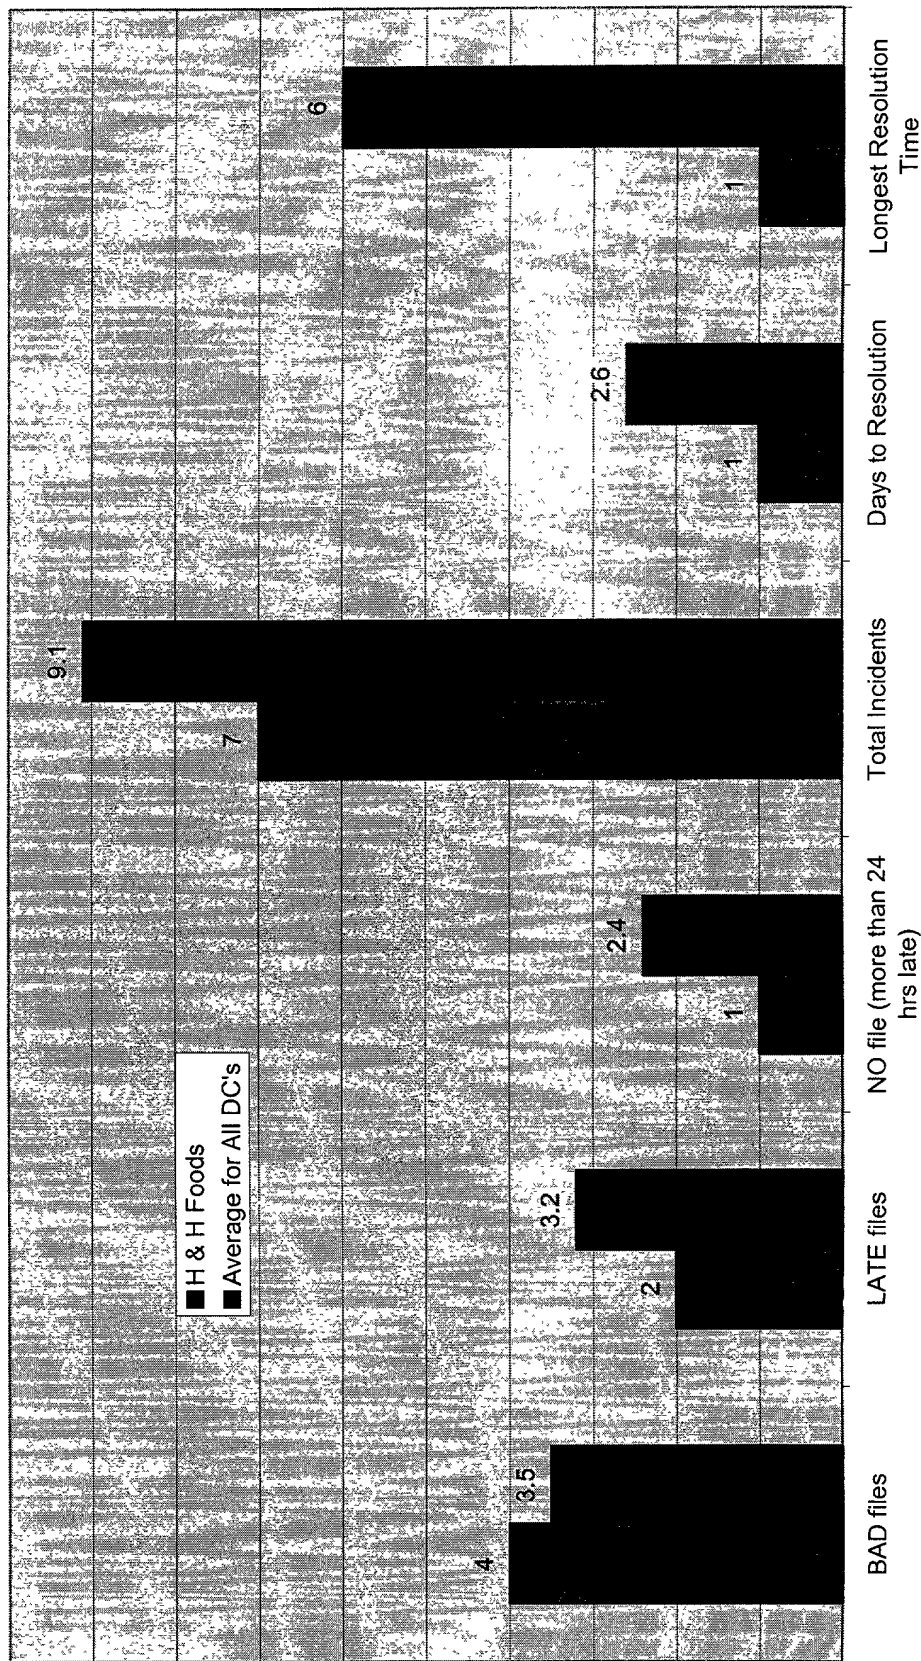 H & H Foods
Average for All DC's
4
3.5
2
3.2
1
2.4
7
9.1
1
2.6
1
6
BAD files
LATE files
NO file (more than 24
hrs late)
Total Incidents
Days to Resolution
Longest Resolution
Time